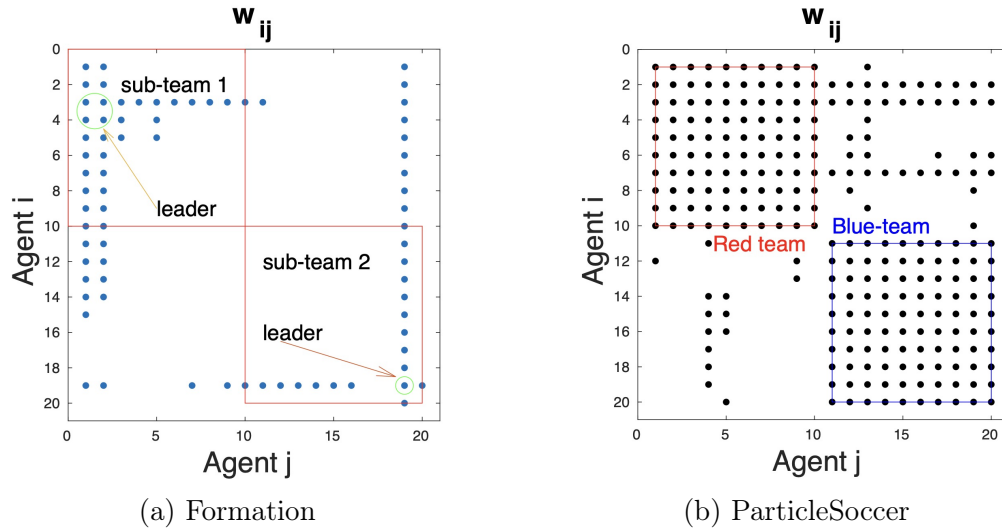 w_ij
0
2
4
6
8
10
12
14
16
18
20
0 5 10 15 20
Agent i
Agent j
sub-team 1
leader
sub-team 2
leader
(a) Formation
w_ij
0
2
4
6
8
10
12
14
16
18
20
0 5 10 15 20
Agent i
Agent j
Red team
Blue-team
(b) ParticleSoccer